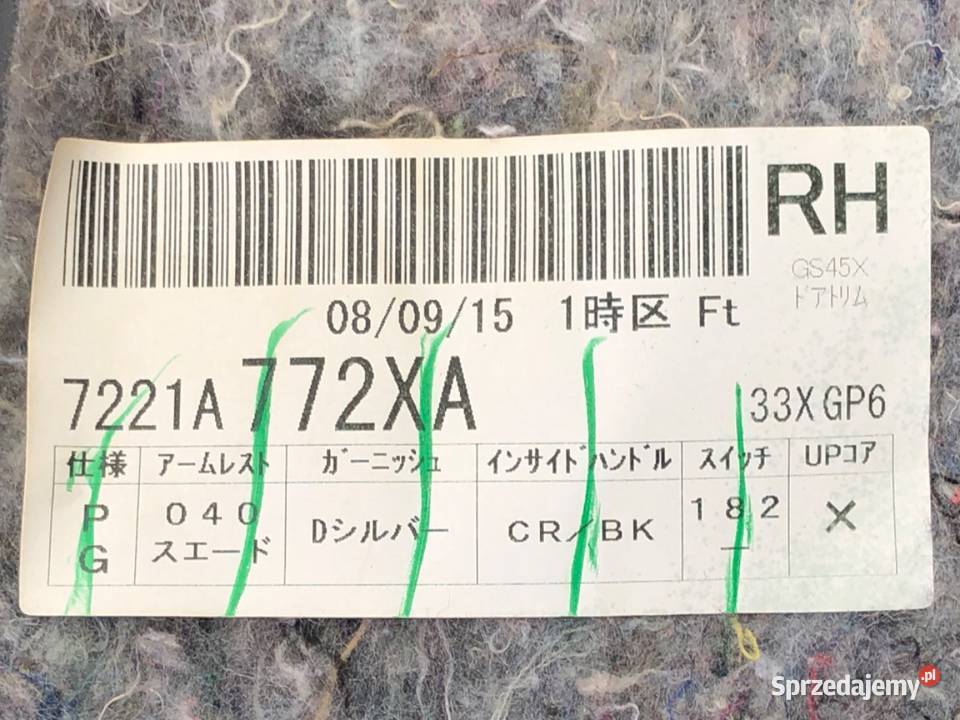 RH
GS45X
ﾄﾞｱﾄﾘﾑ
08/09/15 1時区 Ft
7221A 772XA 33XGP6
仕様 ｱｰﾑﾚｽﾄ ｶﾞｰﾆｯｼｭ ｲﾝｻｲﾄﾞﾊﾝﾄﾞﾙ ｽｲｯﾁ UPｺｱ
PG 040 スエード Dシルバー CR/BK 182_ ×
Sprzedajemy.pl